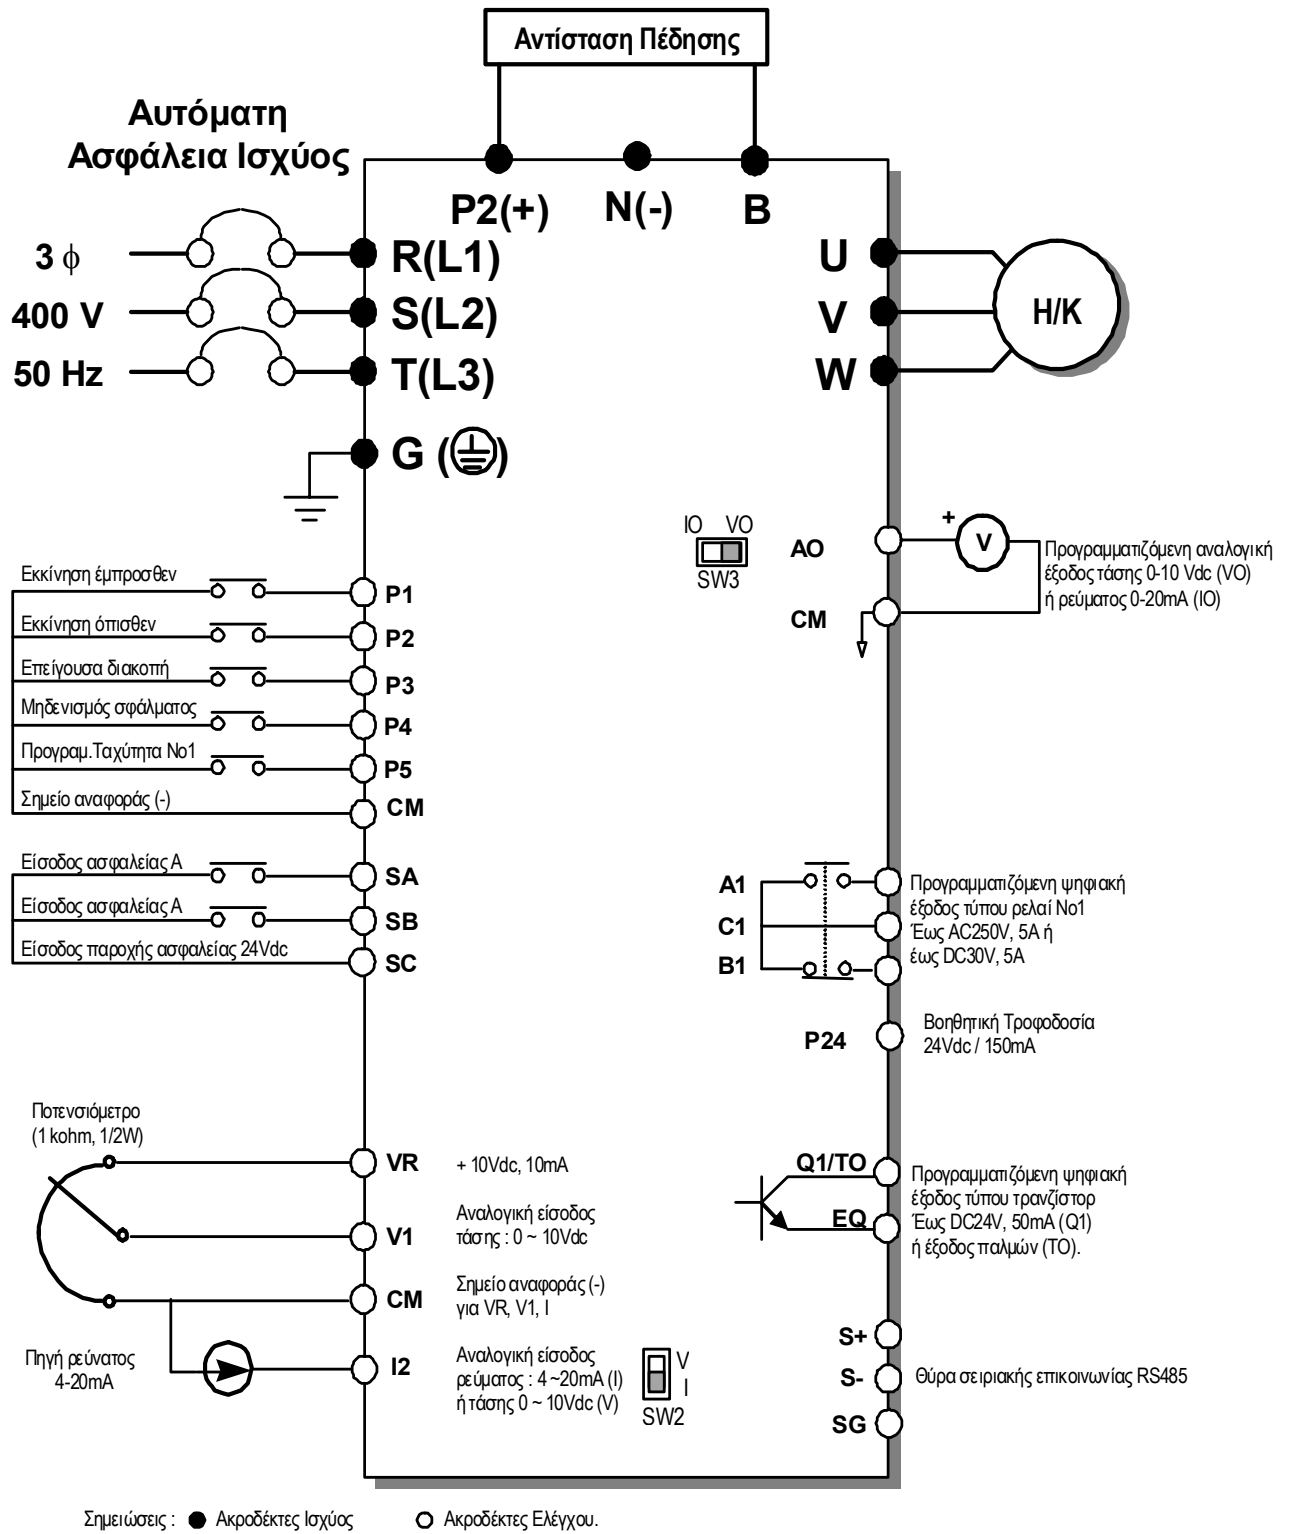 Αντίσταση Πέδησης
Αυτόματη
Ασφάλεια Ισχύος
P2(+)
N(-)
B
3 ϕ
R(L1)
U
400 V
S(L2)
V
H/K
50 Hz
T(L3)
W
G ( )
IO VO
SW3
AO
+
V
Προγραμματιζόμενη αναλογική
έξοδος τάσης 0-10 Vdc (VO)
ή ρεύματος 0-20mA (IO)
CM
Εκκίνηση έμπροσθεν
P1
Εκκίνηση όπισθεν
P2
Επείγουσα διακοπή
P3
Μηδενισμός σφάλματος
P4
Προγραμ.Ταχύτητα Νο1
P5
Σημείο αναφοράς (-)
CM
Είσοδος ασφαλείας Α
SA
Είσοδος ασφαλείας Α
SB
Είσοδος παροχής ασφαλείας 24Vdc
SC
A1
C1
B1
Προγραμματιζόμενη ψηφιακή
έξοδος τύπου ρελαί Νο1
Έως AC250V, 5A ή
έως DC30V, 5A
P24
Βοηθητική Τροφοδοσία
24Vdc / 150mA
Ποτενσιόμετρο
(1 kohm, 1/2W)
VR
+ 10Vdc, 10mA
V1
Αναλογική είσοδος
τάσης : 0 ~ 10Vdc
CM
Σημείο αναφοράς (-)
για VR, V1, I
Πηγή ρεύνατος
4-20mA
I2
Αναλογική είσοδος
ρεύματος : 4 ~20mA (I)
ή τάσης 0 ~ 10Vdc (V)
V
I
SW2
Q1/TO
EQ
Προγραμματιζόμενη ψηφιακή
έξοδος τύπου τρανζίστορ
Έως DC24V, 50mA (Q1)
ή έξοδος παλμών (TO).
S+
S-
SG
Θύρα σειριακής επικοινωνίας RS485
Σημειώσεις : Ακροδέκτες Ισχύος Ακροδέκτες Ελέγχου.